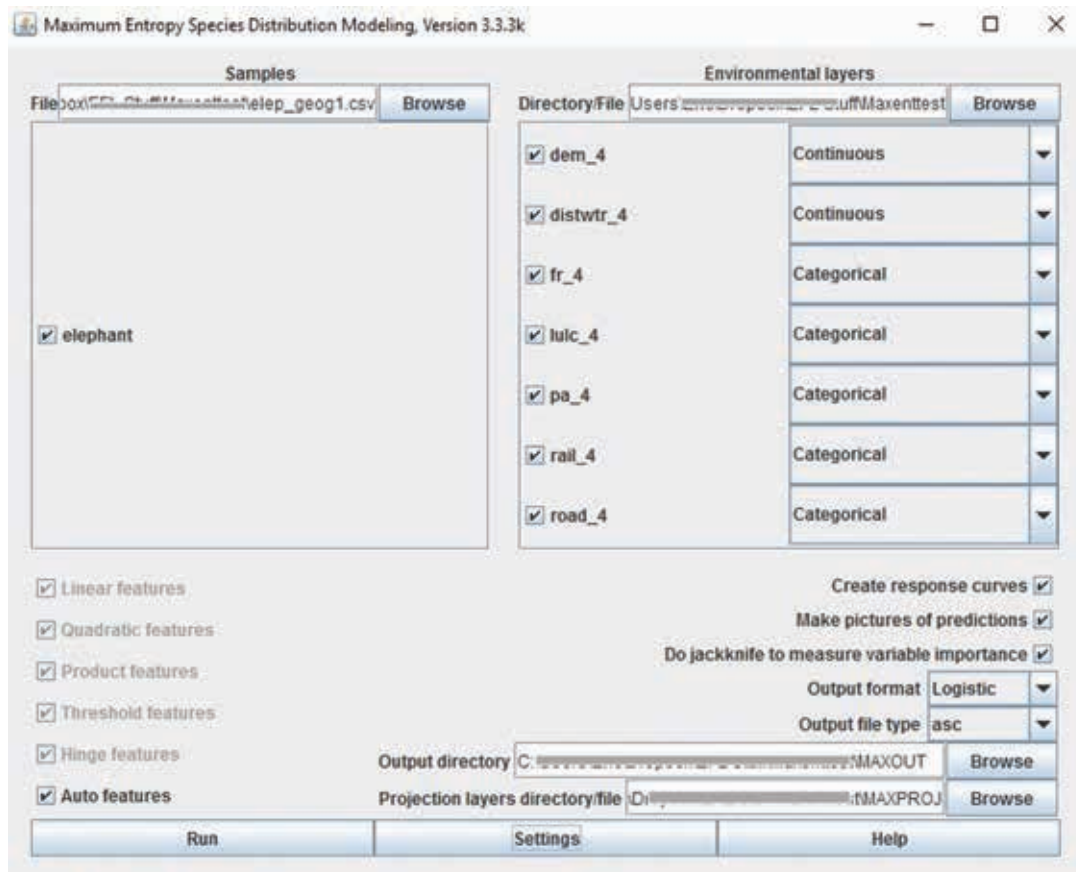 Maximum Entropy Species Distribution Modeling, Version 3.3.3k
Samples
Environmental layers
File \elep_geog1.csv Browse
Directory/File Users \Maxenttest Browse
elephant
dem_4 Continuous
distwtr_4 Continuous
fr_4 Categorical
lulc_4 Categorical
pa_4 Categorical
rail_4 Categorical
road_4 Categorical
Linear features
Quadratic features
Product features
Threshold features
Hinge features
Auto features
Create response curves
Make pictures of predictions
Do jackknife to measure variable importance
Output format Logistic
Output file type asc
Output directory C: \MAXOUT Browse
Projection layers directory/file \MAXPROJ Browse
Run Settings Help